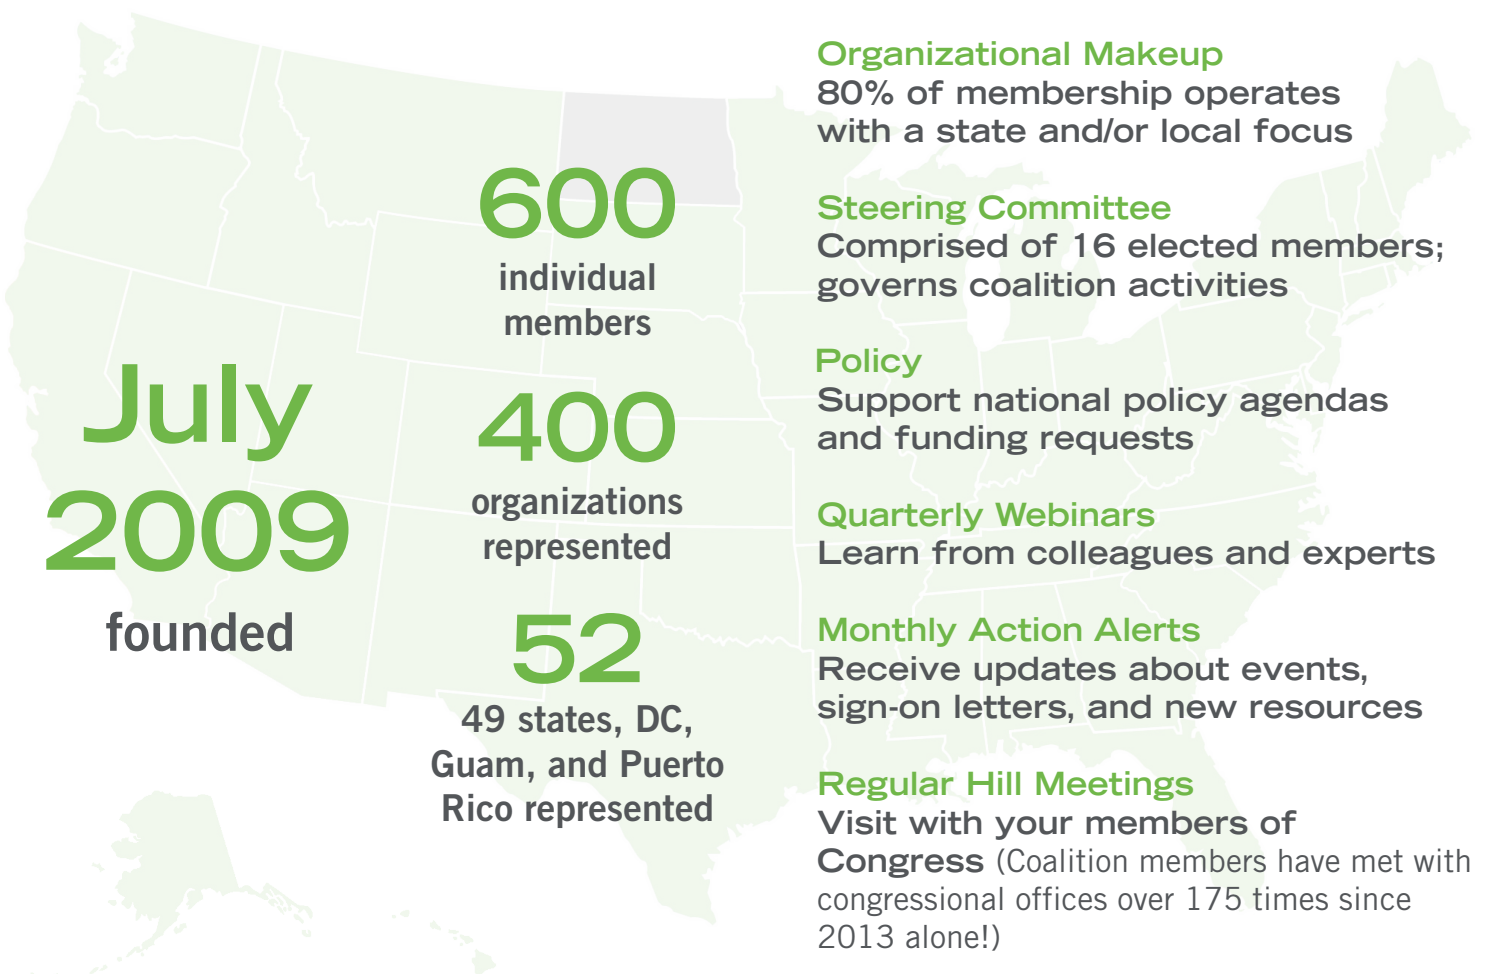 July
2009
founded
600
individual
members
400
organizations
represented
52
49 states, DC,
Guam, and Puerto
Rico represented
Organizational Makeup
80% of membership operates
with a state and/or local focus
Steering Committee
Comprised of 16 elected members;
governs coalition activities
Policy
Support national policy agendas
and funding requests
Quarterly Webinars
Learn from colleagues and experts
Monthly Action Alerts
Receive updates about events,
sign-on letters, and new resources
Regular Hill Meetings
Visit with your members of
Congress (Coalition members have met with
congressional offices over 175 times since
2013 alone!)